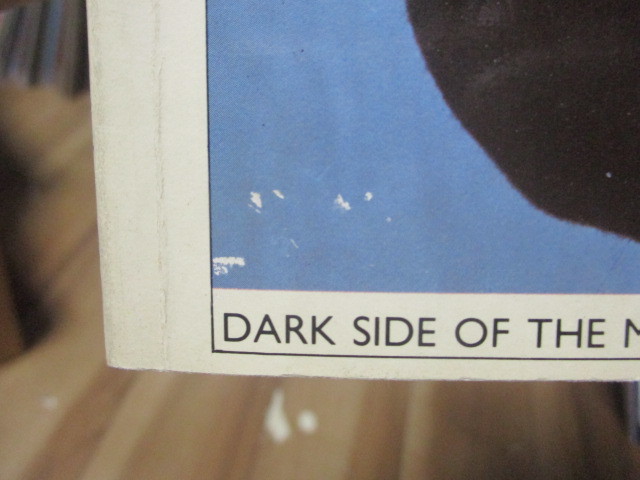 DARK SIDE OF THE M